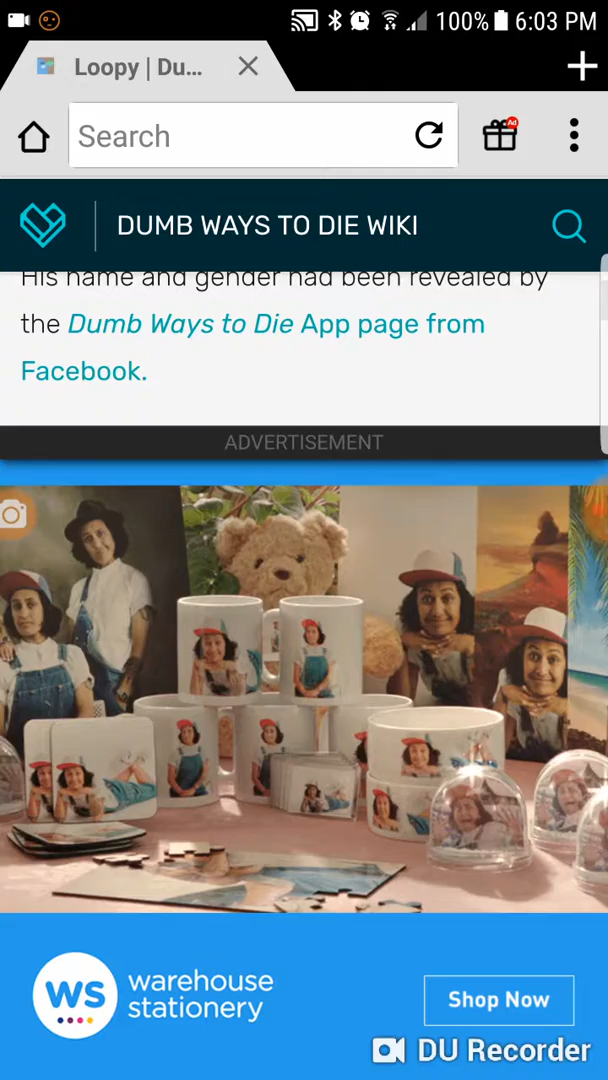 100% 6:03 PM
Loopy | Du...
Search
Ad
DUMB WAYS TO DIE WIKI
His name and gender had been revealed by
the Dumb Ways to Die App page from
Facebook.
ADVERTISEMENT
WS warehouse
stationery
Shop Now
DU Recorder